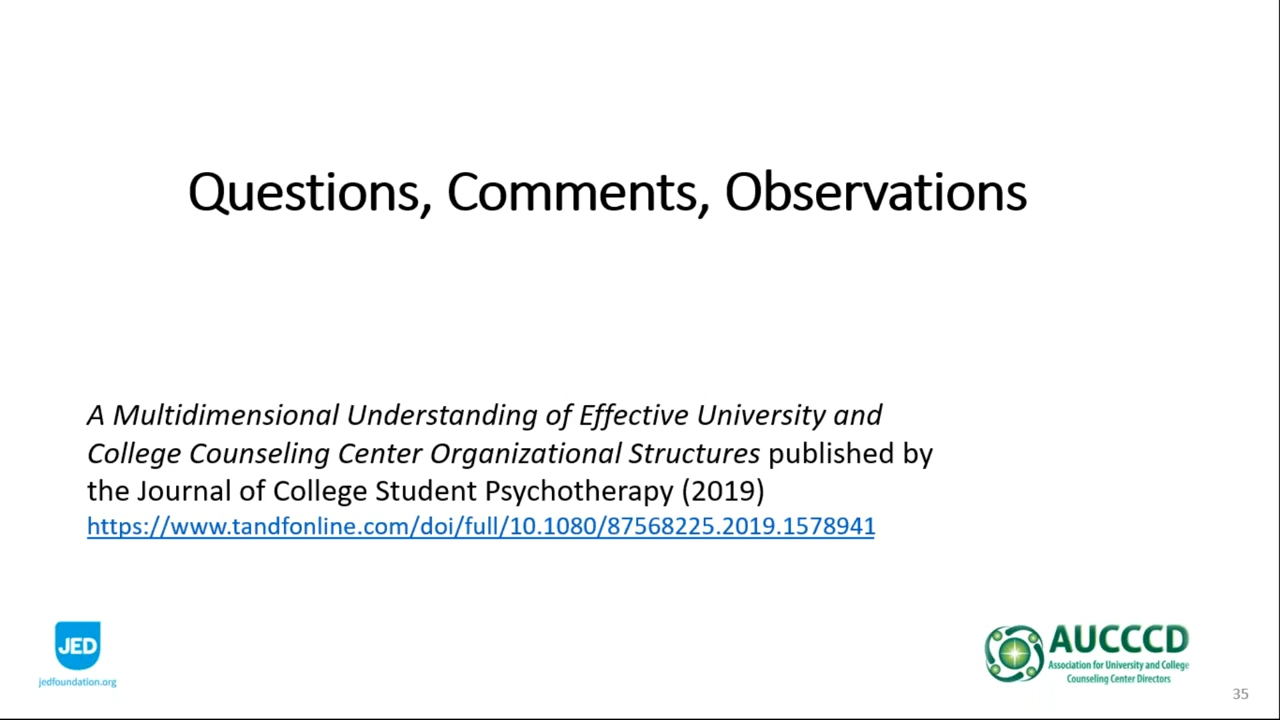 Questions, Comments, Observations
A Multidimensional Understanding of Effective University and
College Counseling Center Organizational Structures published by
the Journal of College Student Psychotherapy (2019)
https://www.tandfonline.com/doi/full/10.1080/87568225.2019.1578941
JED
jedfoundation.org
AUCCCD
Association for University and College
Counseling Center Directors
35